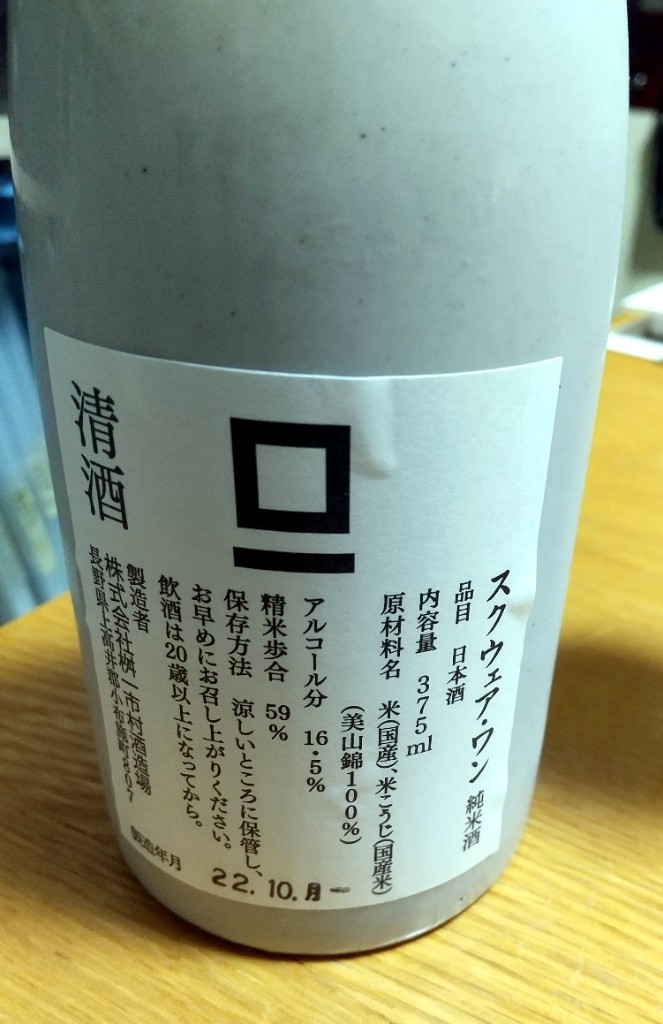 スクウェア・ワン 純米酒
品目 日本酒
内容量 375ml
原材料名 米(国産)、米こうじ(国産米)
(美山錦100%)
アルコール分 16・5%
精米歩合 59%
保存方法 涼しいところに保管し、
お早めにお召し上がりください。
飲酒は20歳以上になってから。
製造者
株式会社桝一市村酒造場
長野県上高井郡小布施町807
製造年月
22.10.月
清酒